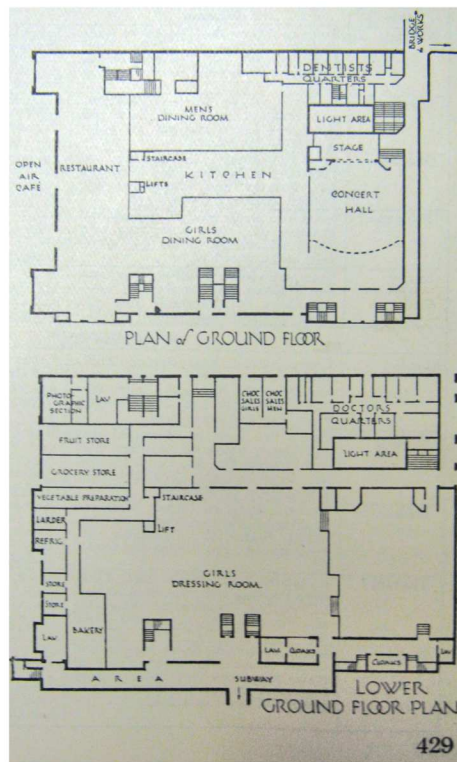 BRIDGE
& WORKS
DENTISTS
QUARTERS
MENS
DINING ROOM
LIGHT AREA
STAGE
STAIRCASE
OPEN
AIR
CAFÉ
RESTAURANT
KITCHEN
LIFTS
CONCERT
HALL
GIRLS
DINING ROOM
PLAN of GROUND FLOOR
PHOTO-
GRAPHIC
SECTION
LAV
CHOC
SALES
GIRLS
CHOC
SALES
MEN
DOCTORS
QUARTERS
FRUIT STORE
LIGHT AREA
GROCERY STORE
VEGETABLE PREPARATION
STAIRCASE
LARDER
LIFT
REFRIG.
GIRLS
DRESSING ROOM
STORE
STORE
LAV
BAKERY
LAV
CLOAKS
CLOAKS
LAV
AREA
SUBWAY
LOWER
GROUND FLOOR PLAN
429